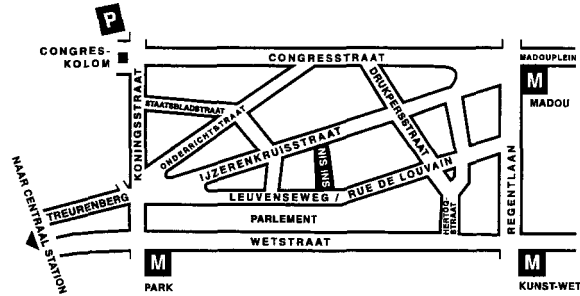 P
CONGRES-
KOLOM
CONGRESSTRAAT
MADOUPLEIN
M
MADOU
KONINGSSTRAAT
STAATSBLADSTRAAT
ONDERRICHTSTRAAT
DRUKPERSSTRAAT
IJZERENKRUISSTRAAT
NIS NIS
LEUVENSEWEG / RUE DE LOUVAIN
REGENTLAAN
HERTOG-
STRAAT
TREURENBERG
PARLEMENT
WETSTRAAT
NAAR CENTRAAL STATION
M
PARK
M
KUNST-WET